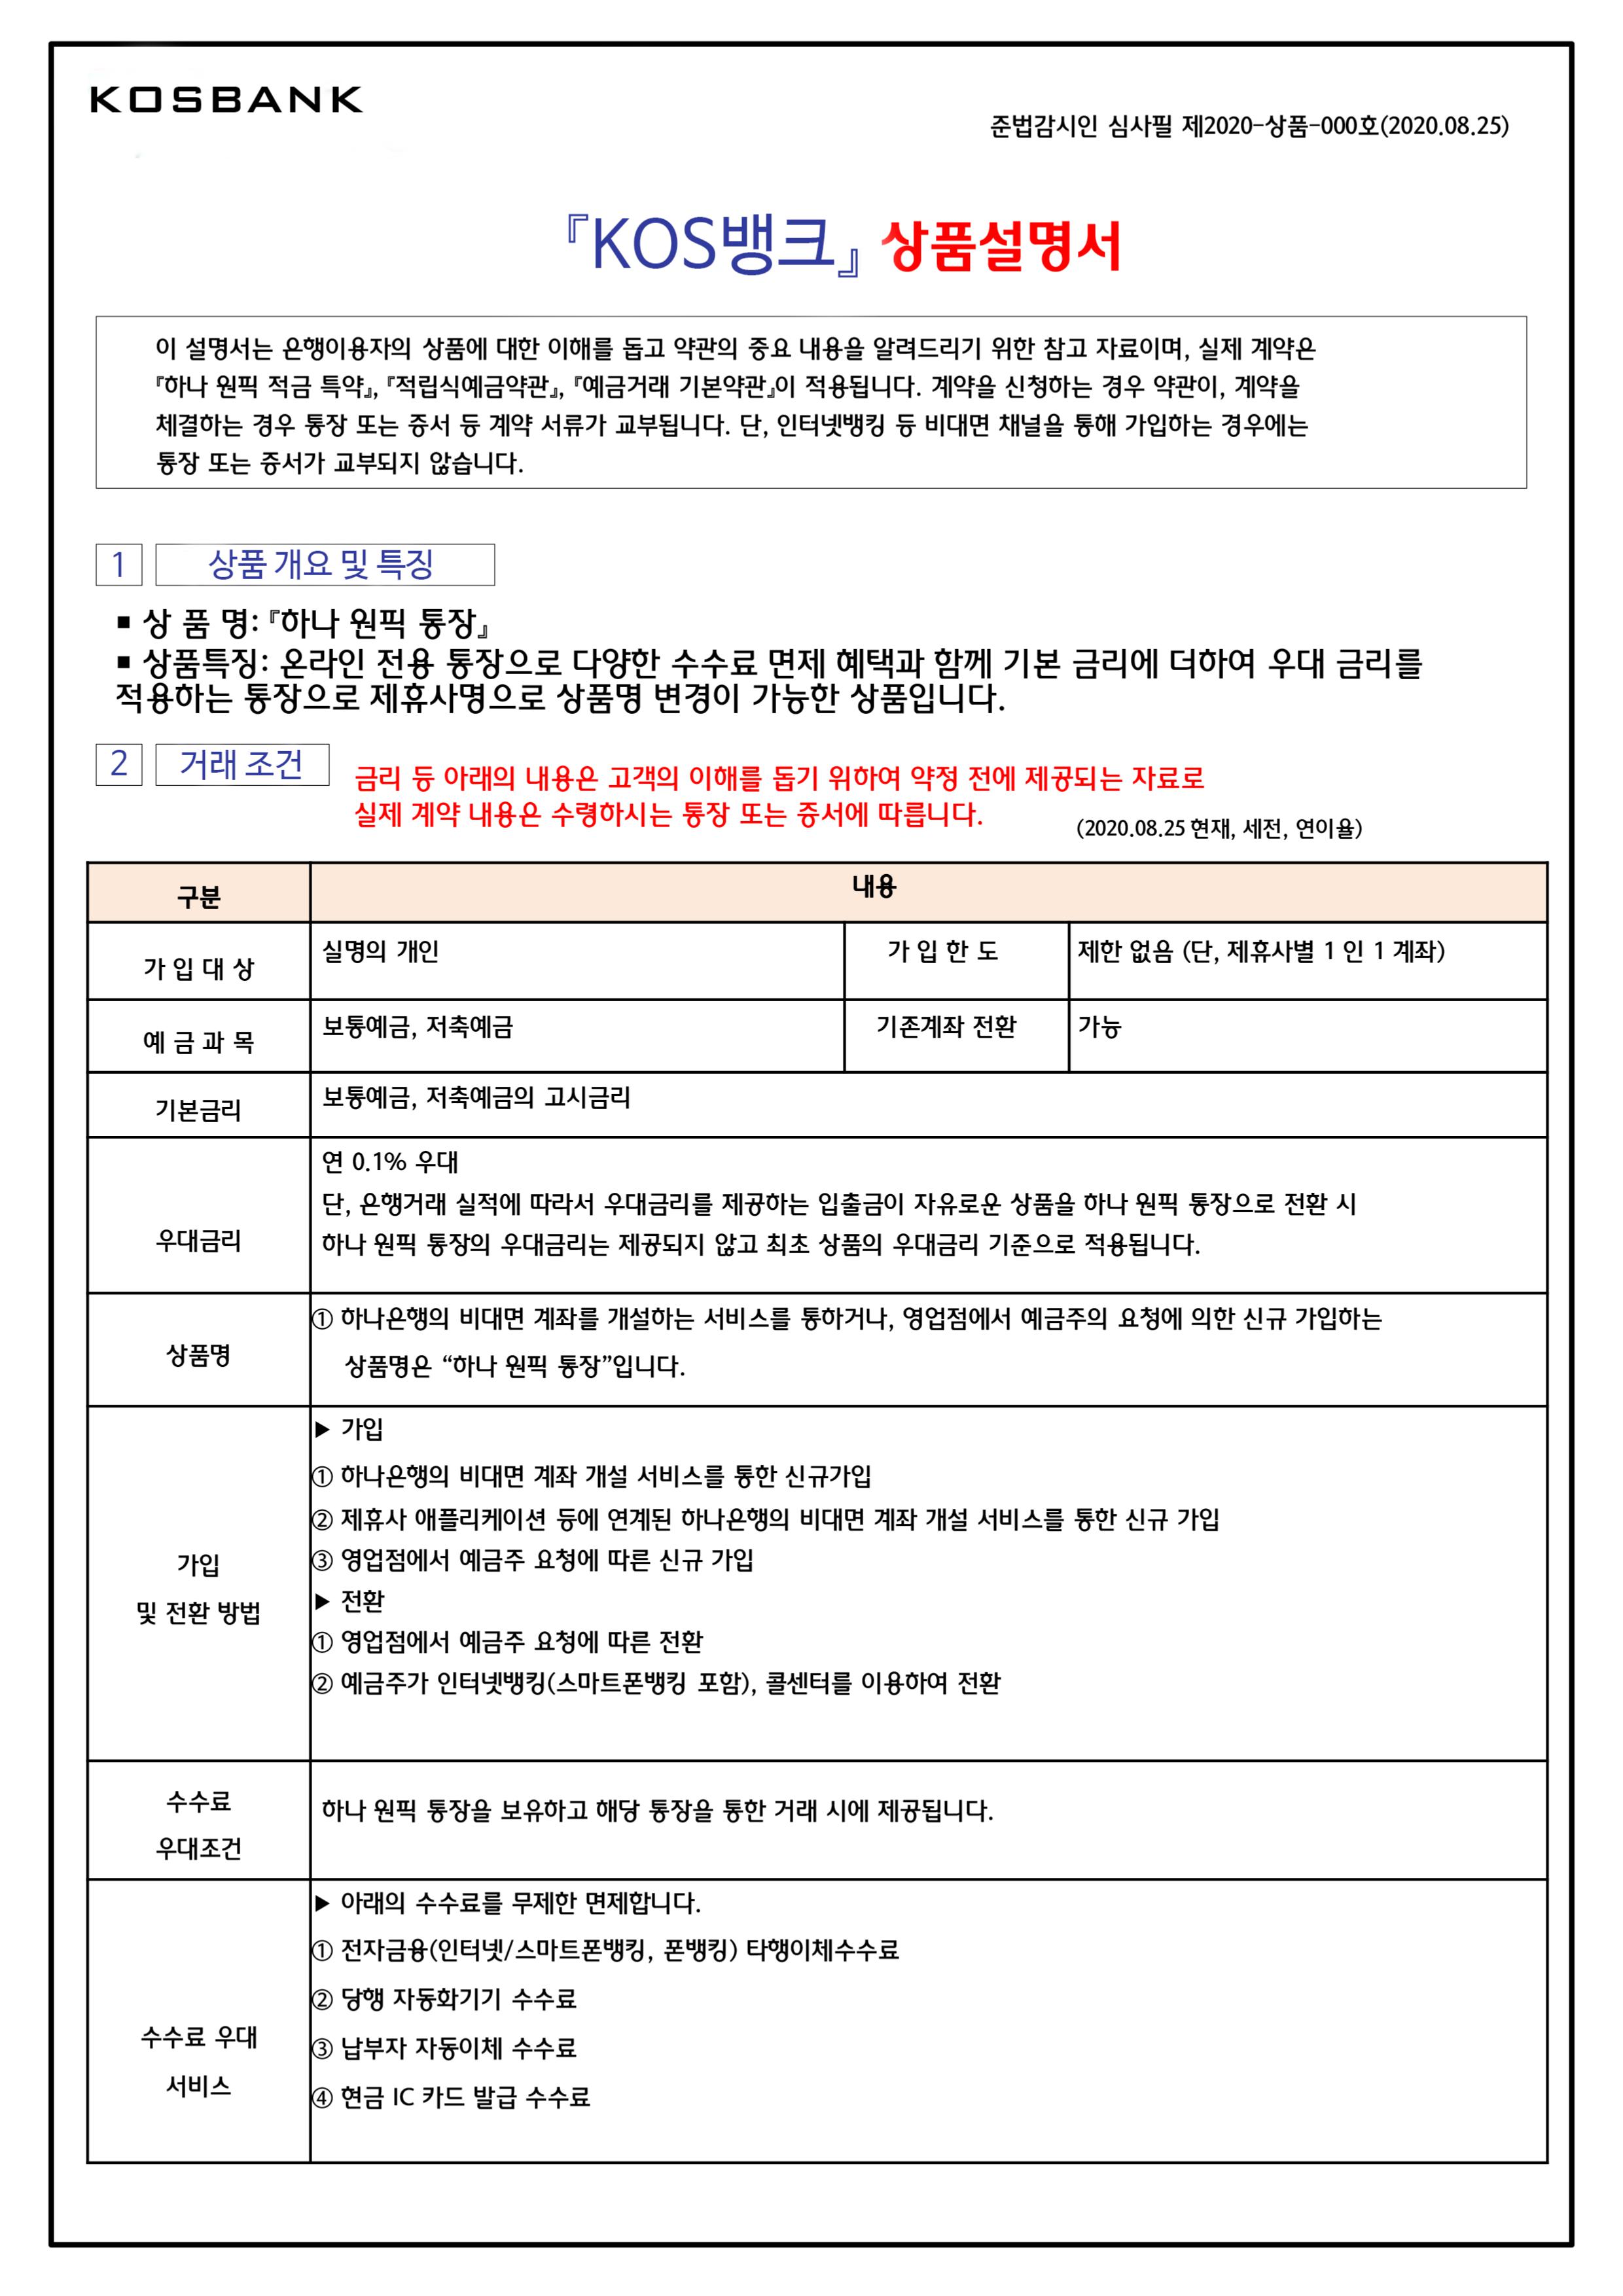 KOSBANK
준법감시인 심사필 제2020-상품-000호(2020.08.25)
『KOS뱅크』 상품설명서
이 설명서는 은행이용자의 상품에 대한 이해를 돕고 약관의 중요 내용을 알려드리기 위한 참고 자료이며, 실제 계약은
『하나 원픽 적금 특약』, 『적립식예금약관』, 『예금거래 기본약관』이 적용됩니다. 계약을 신청하는 경우 약관이, 계약을
체결하는 경우 통장 또는 증서 등 계약 서류가 교부됩니다. 단, 인터넷뱅킹 등 비대면 채널을 통해 가입하는 경우에는
통장 또는 증서가 교부되지 않습니다.
1 상품 개요 및 특징
▪ 상 품 명: 『하나 원픽 통장』
▪ 상품특징: 온라인 전용 통장으로 다양한 수수료 면제 혜택과 함께 기본 금리에 더하여 우대 금리를
적용하는 통장으로 제휴사명으로 상품명 변경이 가능한 상품입니다.
2 거래 조건
금리 등 아래의 내용은 고객의 이해를 돕기 위하여 약정 전에 제공되는 자료로
실제 계약 내용은 수령하시는 통장 또는 증서에 따릅니다.
(2020.08.25 현재, 세전, 연이율)
구분 내용
가 입 대 상 실명의 개인 가 입 한 도 제한 없음 (단, 제휴사별 1 인 1 계좌)
예 금 과 목 보통예금, 저축예금 기존계좌 전환 가능
기본금리 보통예금, 저축예금의 고시금리
우대금리
연 0.1% 우대
단, 은행거래 실적에 따라서 우대금리를 제공하는 입출금이 자유로운 상품을 하나 원픽 통장으로 전환 시
하나 원픽 통장의 우대금리는 제공되지 않고 최초 상품의 우대금리 기준으로 적용됩니다.
상품명
① 하나은행의 비대면 계좌를 개설하는 서비스를 통하거나, 영업점에서 예금주의 요청에 의한 신규 가입하는
상품명은 “하나 원픽 통장”입니다.
가입
및 전환 방법
▶ 가입
① 하나은행의 비대면 계좌 개설 서비스를 통한 신규가입
② 제휴사 애플리케이션 등에 연계된 하나은행의 비대면 계좌 개설 서비스를 통한 신규 가입
③ 영업점에서 예금주 요청에 따른 신규 가입
▶ 전환
① 영업점에서 예금주 요청에 따른 전환
② 예금주가 인터넷뱅킹(스마트폰뱅킹 포함), 콜센터를 이용하여 전환
수수료
우대조건
하나 원픽 통장을 보유하고 해당 통장을 통한 거래 시에 제공됩니다.
수수료 우대
서비스
▶ 아래의 수수료를 무제한 면제합니다.
① 전자금융(인터넷/스마트폰뱅킹, 폰뱅킹) 타행이체수수료
② 당행 자동화기기 수수료
③ 납부자 자동이체 수수료
④ 현금 IC 카드 발급 수수료